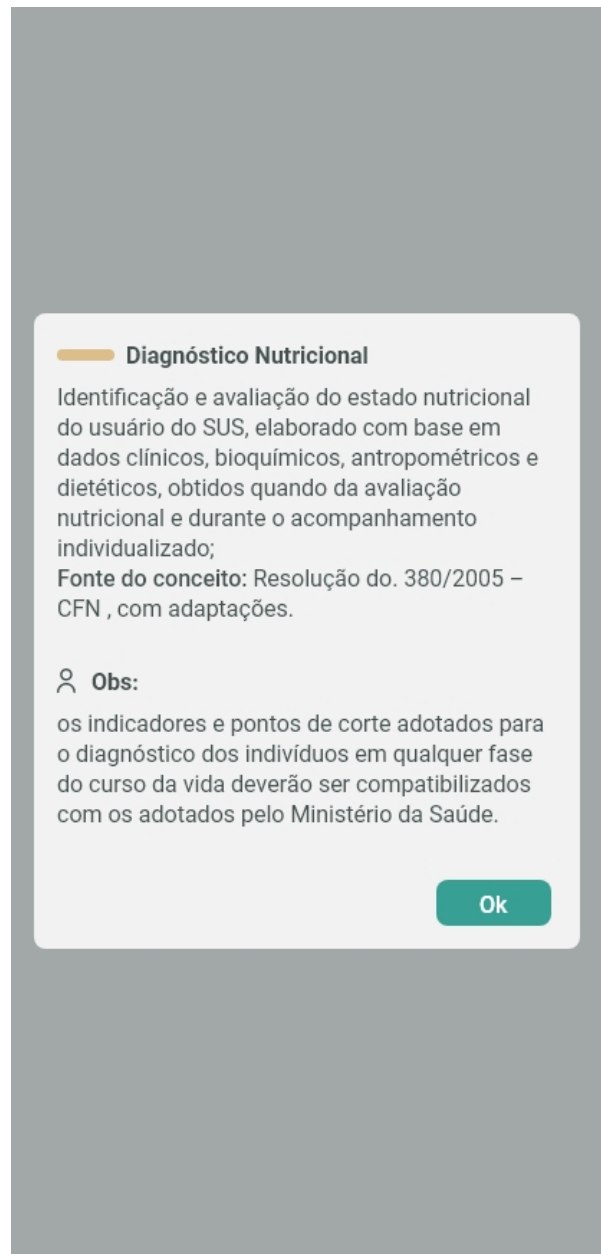 Diagnóstico Nutricional
Identificação e avaliação do estado nutricional
do usuário do SUS, elaborado com base em
dados clínicos, bioquímicos, antropométricos e
dietéticos, obtidos quando da avaliação
nutricional e durante o acompanhamento
individualizado;
Fonte do conceito: Resolução do. 380/2005 –
CFN , com adaptações.
Obs:
os indicadores e pontos de corte adotados para
o diagnóstico dos indivíduos em qualquer fase
do curso da vida deverão ser compatibilizados
com os adotados pelo Ministério da Saúde.
Ok